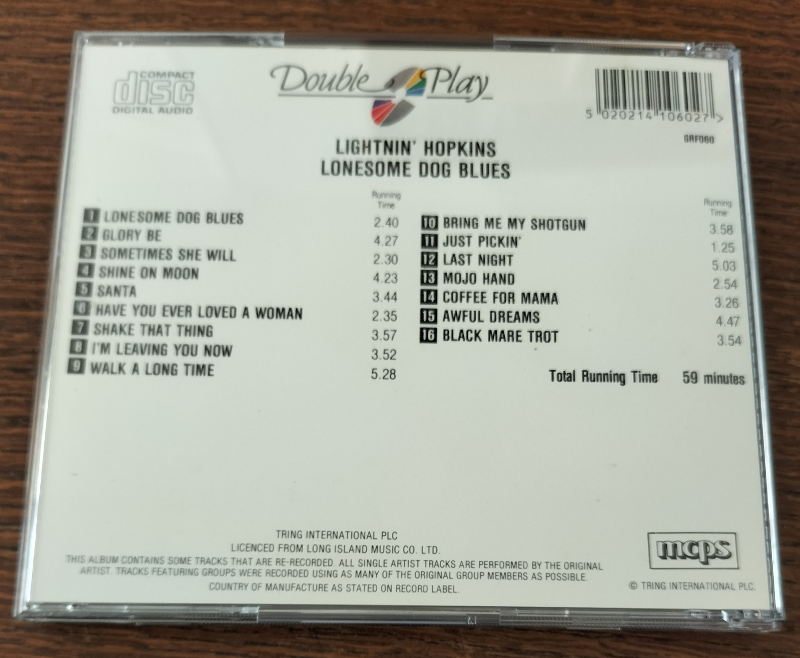 COMPACT
disc
DIGITAL AUDIO
Double Play
5 020214 106027 >
GRF060
LIGHTNIN' HOPKINS
LONESOME DOG BLUES
Running
Time
1 LONESOME DOG BLUES 2.40
2 GLORY BE 4.27
3 SOMETIMES SHE WILL 2.30
4 SHINE ON MOON 4.23
5 SANTA 3.44
6 HAVE YOU EVER LOVED A WOMAN 2.35
7 SHAKE THAT THING 3.57
8 I'M LEAVING YOU NOW 3.52
9 WALK A LONG TIME 5.28
Running
Time
10 BRING ME MY SHOTGUN 3.58
11 JUST PICKIN' 1.25
12 LAST NIGHT 5.03
13 MOJO HAND 2.54
14 COFFEE FOR MAMA 3.26
15 AWFUL DREAMS 4.47
16 BLACK MARE TROT 3.54
Total Running Time 59 minutes
TRING INTERNATIONAL PLC
LICENCED FROM LONG ISLAND MUSIC CO. LTD.
THIS ALBUM CONTAINS SOME TRACKS THAT ARE RE-RECORDED. ALL SINGLE ARTIST TRACKS ARE PERFORMED BY THE ORIGINAL
ARTIST. TRACKS FEATURING GROUPS WERE RECORDED USING AS MANY OF THE ORIGINAL GROUP MEMBERS AS POSSIBLE.
COUNTRY OF MANUFACTURE AS STATED ON RECORD LABEL.
mcps
© TRING INTERNATIONAL PLC.